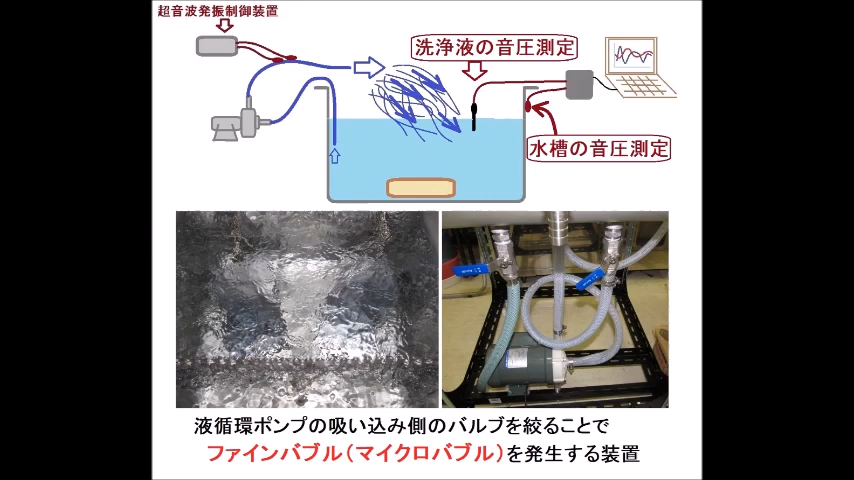 超音波発振制御装置
洗浄液の音圧測定
水槽の音圧測定
液循環ポンプの吸い込み側のバルブを絞ることで
ファインバブル(マイクロバブル)を発生する装置